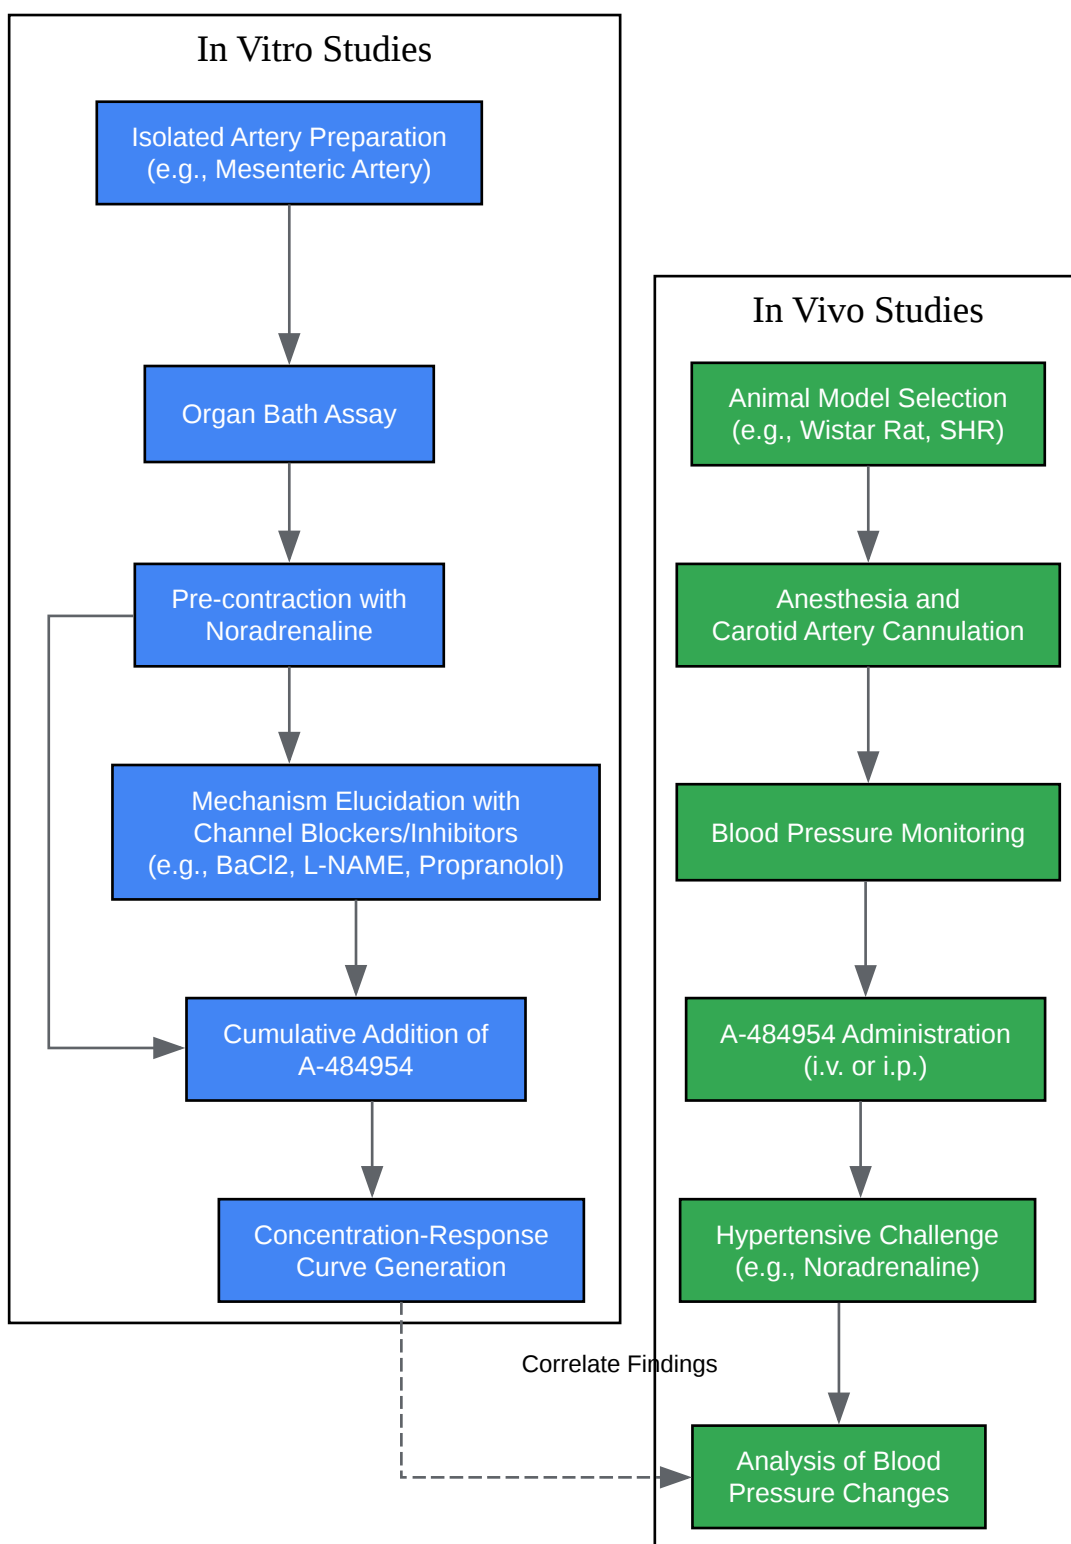 In Vitro Studies
Isolated Artery Preparation
(e.g., Mesenteric Artery)
Organ Bath Assay
Pre-contraction with
Noradrenaline
Mechanism Elucidation with
Channel Blockers/Inhibitors
(e.g., BaCl2, L-NAME, Propranolol)
Cumulative Addition of
A-484954
Concentration-Response
Curve Generation
Correlate Findings
In Vivo Studies
Animal Model Selection
(e.g., Wistar Rat, SHR)
Anesthesia and
Carotid Artery Cannulation
Blood Pressure Monitoring
A-484954 Administration
(i.v. or i.p.)
Hypertensive Challenge
(e.g., Noradrenaline)
Analysis of Blood
Pressure Changes